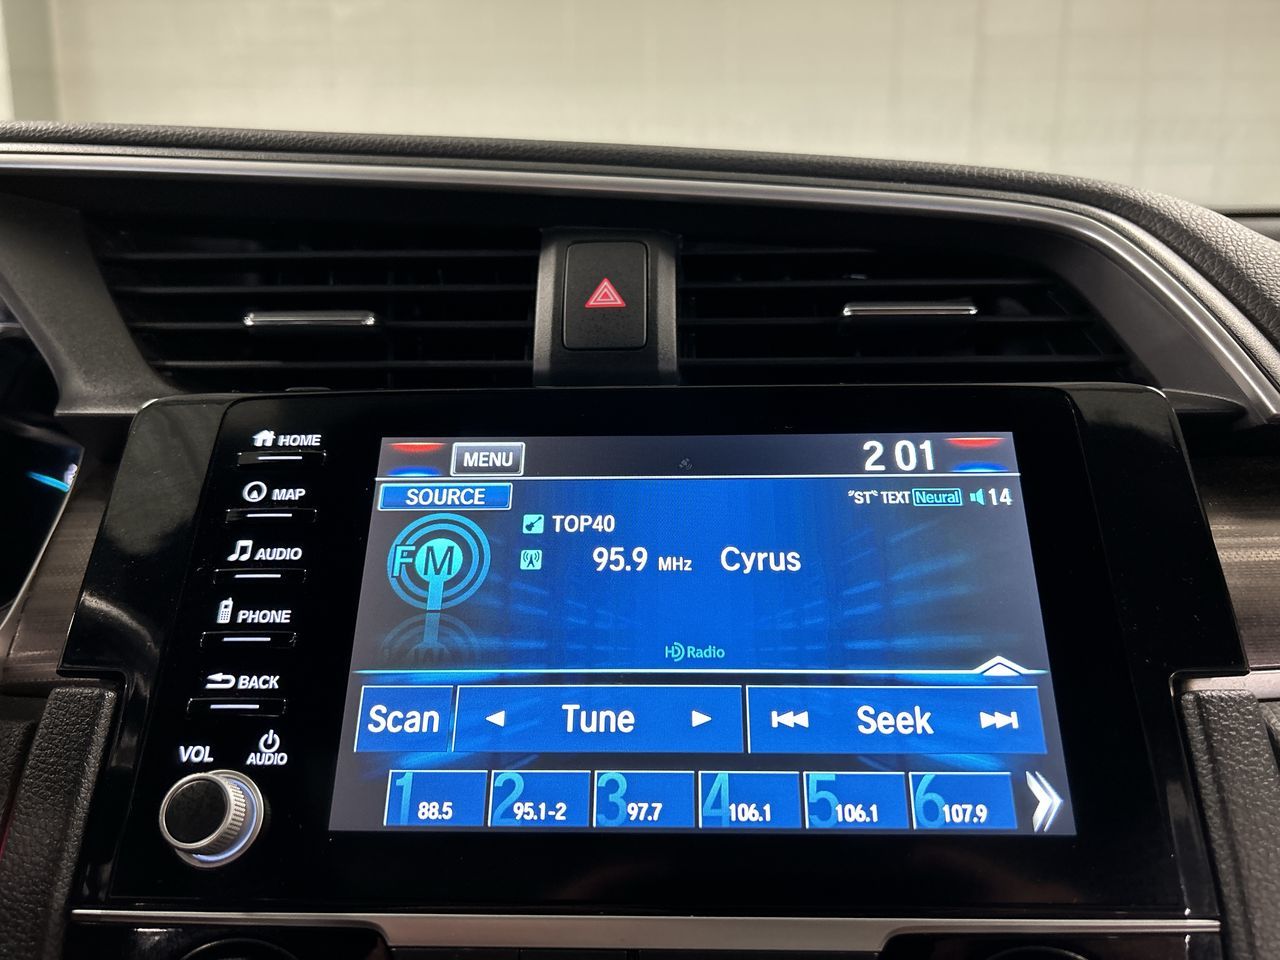 HOME
MAP
AUDIO
PHONE
BACK
VOL
AUDIO
MENU
2 01
SOURCE
"ST" TEXT Neural 14
FM
TOP40
95.9 MHz Cyrus
HD Radio
Scan Tune Seek
1 88.5
2 95.1-2
3 97.7
4 106.1
5 106.1
6 107.9